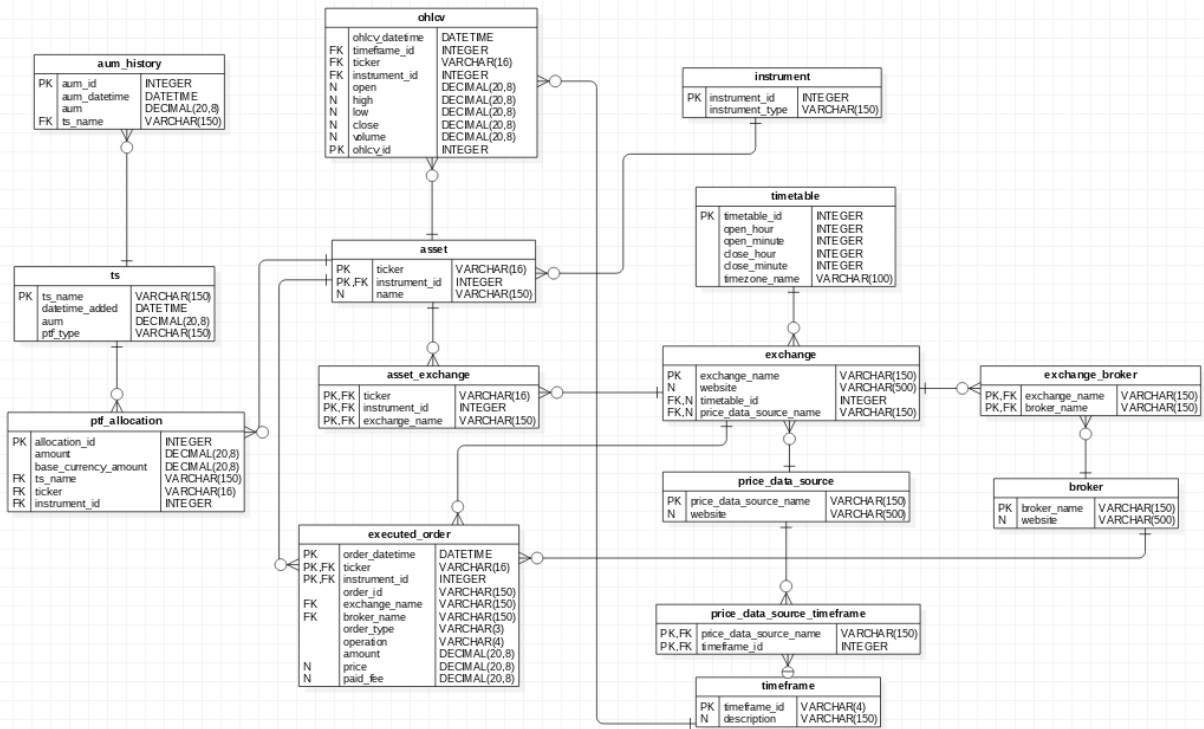 ohlcv
ohlcv_datetime DATETIME
FK timeframe_id INTEGER
FK ticker VARCHAR(16)
FK instrument_id INTEGER
N open DECIMAL(20,8)
N high DECIMAL(20,8)
N low DECIMAL(20,8)
N close DECIMAL(20,8)
N volume DECIMAL(20,8)
PK ohlcv_id INTEGER
aum_history
PK aum_id INTEGER
aum_datetime DATETIME
aum DECIMAL(20,8)
FK ts_name VARCHAR(150)
instrument
PK instrument_id INTEGER
instrument_type VARCHAR(150)
timetable
PK timetable_id INTEGER
open_hour INTEGER
open_minute INTEGER
close_hour INTEGER
close_minute INTEGER
timezone_name VARCHAR(100)
asset
PK ticker VARCHAR(16)
PK,FK instrument_id INTEGER
N name VARCHAR(150)
ts
PK ts_name VARCHAR(150)
datetime_added DATETIME
aum DECIMAL(20,8)
ptf_type VARCHAR(150)
asset_exchange
PK,FK ticker VARCHAR(16)
PK,FK instrument_id INTEGER
PK,FK exchange_name VARCHAR(150)
exchange
PK exchange_name VARCHAR(150)
N website VARCHAR(500)
FK,N timetable_id INTEGER
FK,N price_data_source_name VARCHAR(150)
exchange_broker
PK,FK exchange_name VARCHAR(150)
PK,FK broker_name VARCHAR(150)
ptf_allocation
PK allocation_id INTEGER
amount DECIMAL(20,8)
base_currency_amount DECIMAL(20,8)
FK ts_name VARCHAR(150)
FK ticker VARCHAR(16)
FK instrument_id INTEGER
price_data_source
PK price_data_source_name VARCHAR(150)
N website VARCHAR(500)
broker
PK broker_name VARCHAR(150)
N website VARCHAR(500)
executed_order
PK order_datetime DATETIME
PK,FK ticker VARCHAR(16)
PK,FK instrument_id INTEGER
order_id VARCHAR(150)
FK exchange_name VARCHAR(150)
FK broker_name VARCHAR(150)
order_type VARCHAR(3)
operation VARCHAR(4)
amount DECIMAL(20,8)
N price DECIMAL(20,8)
N paid_fee DECIMAL(20,8)
price_data_source_timeframe
PK,FK price_data_source_name VARCHAR(150)
PK,FK timeframe_id INTEGER
timeframe
PK timeframe_id VARCHAR(4)
N description VARCHAR(150)